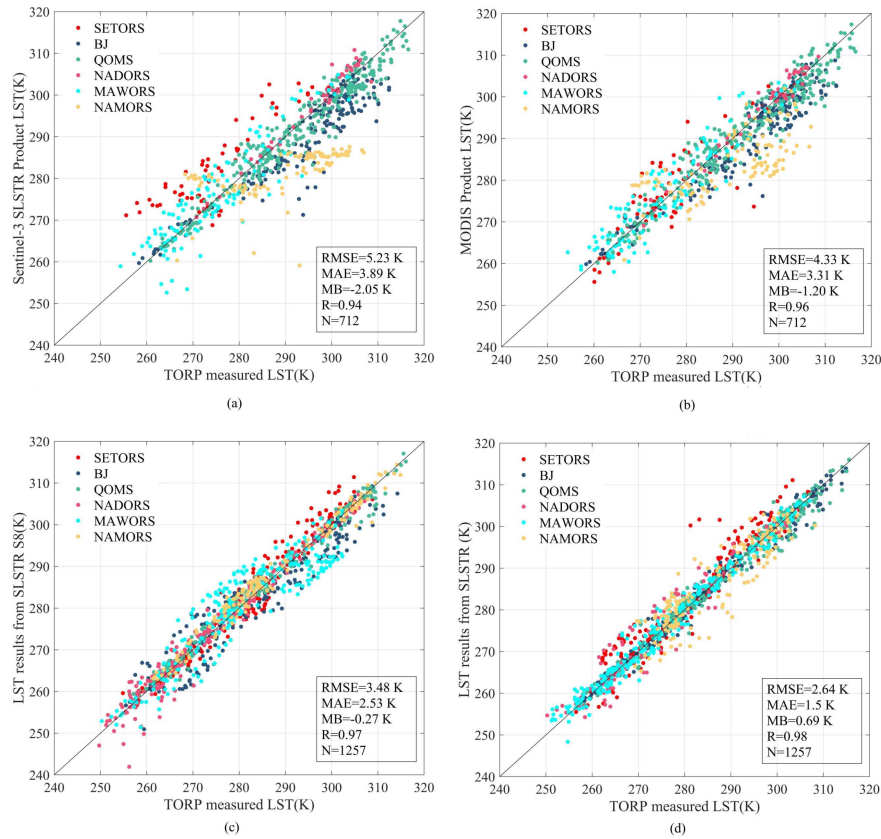 320
310
300
290
280
270
260
250
240
Sentinel-3 SLSTR Product LST(K)
SETORS
BJ
QOMS
NADORS
MAWORS
NAMORS
RMSE=5.23 K
MAE=3.89 K
MB=-2.05 K
R=0.94
N=712
240 250 260 270 280 290 300 310 320
TORP measured LST(K)
(a)
320
310
300
290
280
270
260
250
240
MODIS Product LST(K)
SETORS
BJ
QOMS
NADORS
MAWORS
NAMORS
RMSE=4.33 K
MAE=3.31 K
MB=-1.20 K
R=0.96
N=712
240 250 260 270 280 290 300 310 320
TORP measured LST(K)
(b)
320
310
300
290
280
270
260
250
240
LST results from SLSTR S8(K)
SETORS
BJ
QOMS
NADORS
MAWORS
NAMORS
RMSE=3.48 K
MAE=2.53 K
MB=-0.27 K
R=0.97
N=1257
240 250 260 270 280 290 300 310 320
TORP measured LST(K)
(c)
320
310
300
290
280
270
260
250
240
LST results from SLSTR (K)
SETORS
BJ
QOMS
NADORS
MAWORS
NAMORS
RMSE=2.64 K
MAE=1.5 K
MB=0.69 K
R=0.98
N=1257
240 250 260 270 280 290 300 310 320
TORP measured LST(K)
(d)